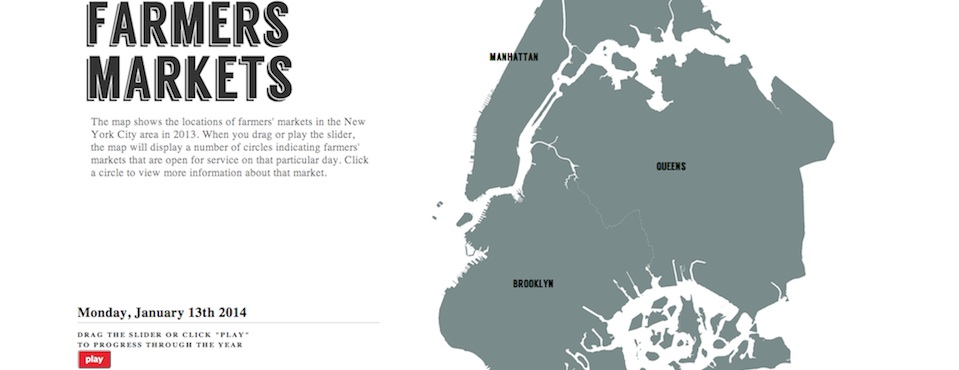 FARMERS
MARKETS
The map shows the locations of farmers' markets in the New
York City area in 2013. When you drag or play the slider,
the map will display a number of circles indicating farmers'
markets that are open for service on that particular day. Click
a circle to view more information about that market.
Monday, January 13th 2014
DRAG THE SLIDER OR CLICK "PLAY"
TO PROGRESS THROUGH THE YEAR
play
MANHATTAN
QUEENS
BROOKLYN